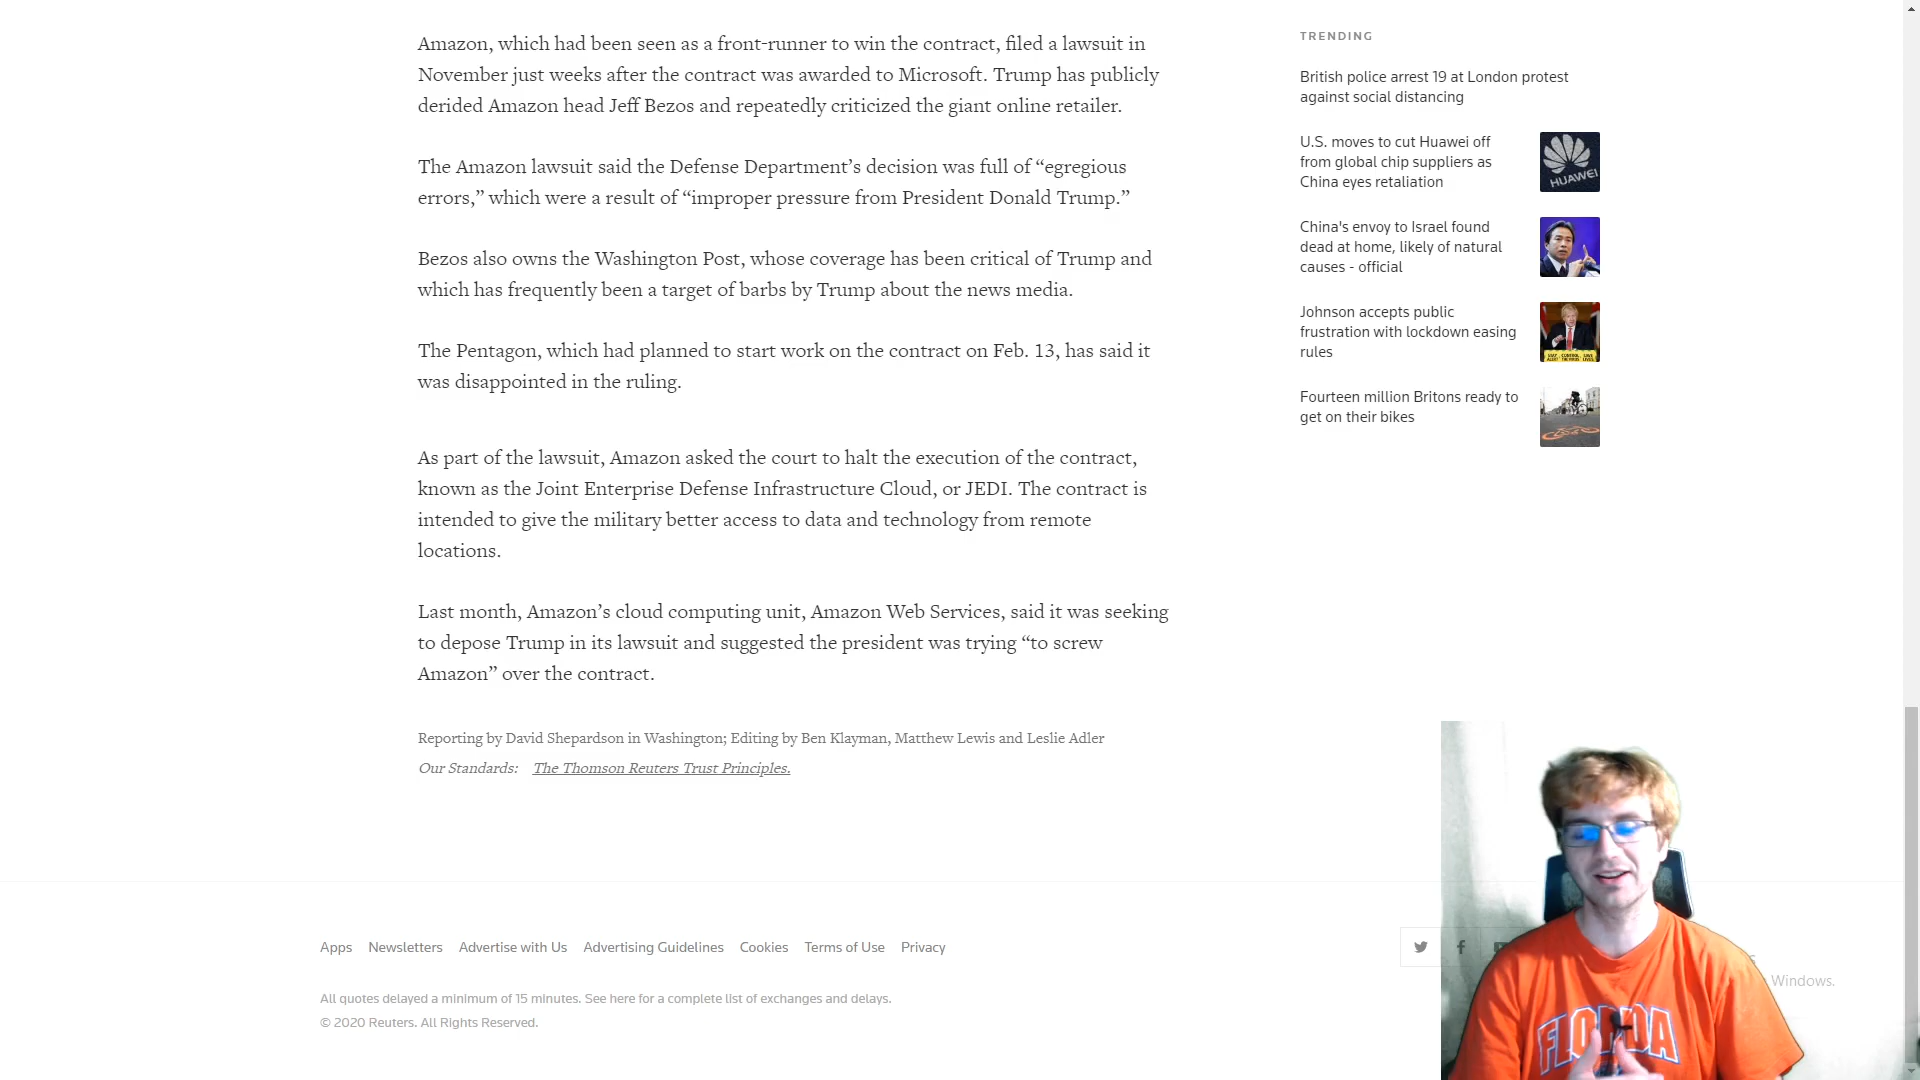 Amazon, which had been seen as a front-runner to win the contract, filed a lawsuit in
November just weeks after the contract was awarded to Microsoft. Trump has publicly
derided Amazon head Jeff Bezos and repeatedly criticized the giant online retailer.
The Amazon lawsuit said the Defense Department’s decision was full of “egregious
errors,” which were a result of “improper pressure from President Donald Trump.”
Bezos also owns the Washington Post, whose coverage has been critical of Trump and
which has frequently been a target of barbs by Trump about the news media.
The Pentagon, which had planned to start work on the contract on Feb. 13, has said it
was disappointed in the ruling.
As part of the lawsuit, Amazon asked the court to halt the execution of the contract,
known as the Joint Enterprise Defense Infrastructure Cloud, or JEDI. The contract is
intended to give the military better access to data and technology from remote
locations.
Last month, Amazon’s cloud computing unit, Amazon Web Services, said it was seeking
to depose Trump in its lawsuit and suggested the president was trying “to screw
Amazon” over the contract.
Reporting by David Shepardson in Washington; Editing by Ben Klayman, Matthew Lewis and Leslie Adler
Our Standards: The Thomson Reuters Trust Principles.
TRENDING
British police arrest 19 at London protest
against social distancing
U.S. moves to cut Huawei off
from global chip suppliers as
China eyes retaliation
HUAWEI
China's envoy to Israel found
dead at home, likely of natural
causes - official
Johnson accepts public
frustration with lockdown easing
rules
Fourteen million Britons ready to
get on their bikes
Apps Newsletters Advertise with Us Advertising Guidelines Cookies Terms of Use Privacy
All quotes delayed a minimum of 15 minutes. See here for a complete list of exchanges and delays.
© 2020 Reuters. All Rights Reserved.
Windows.
FLORIDA